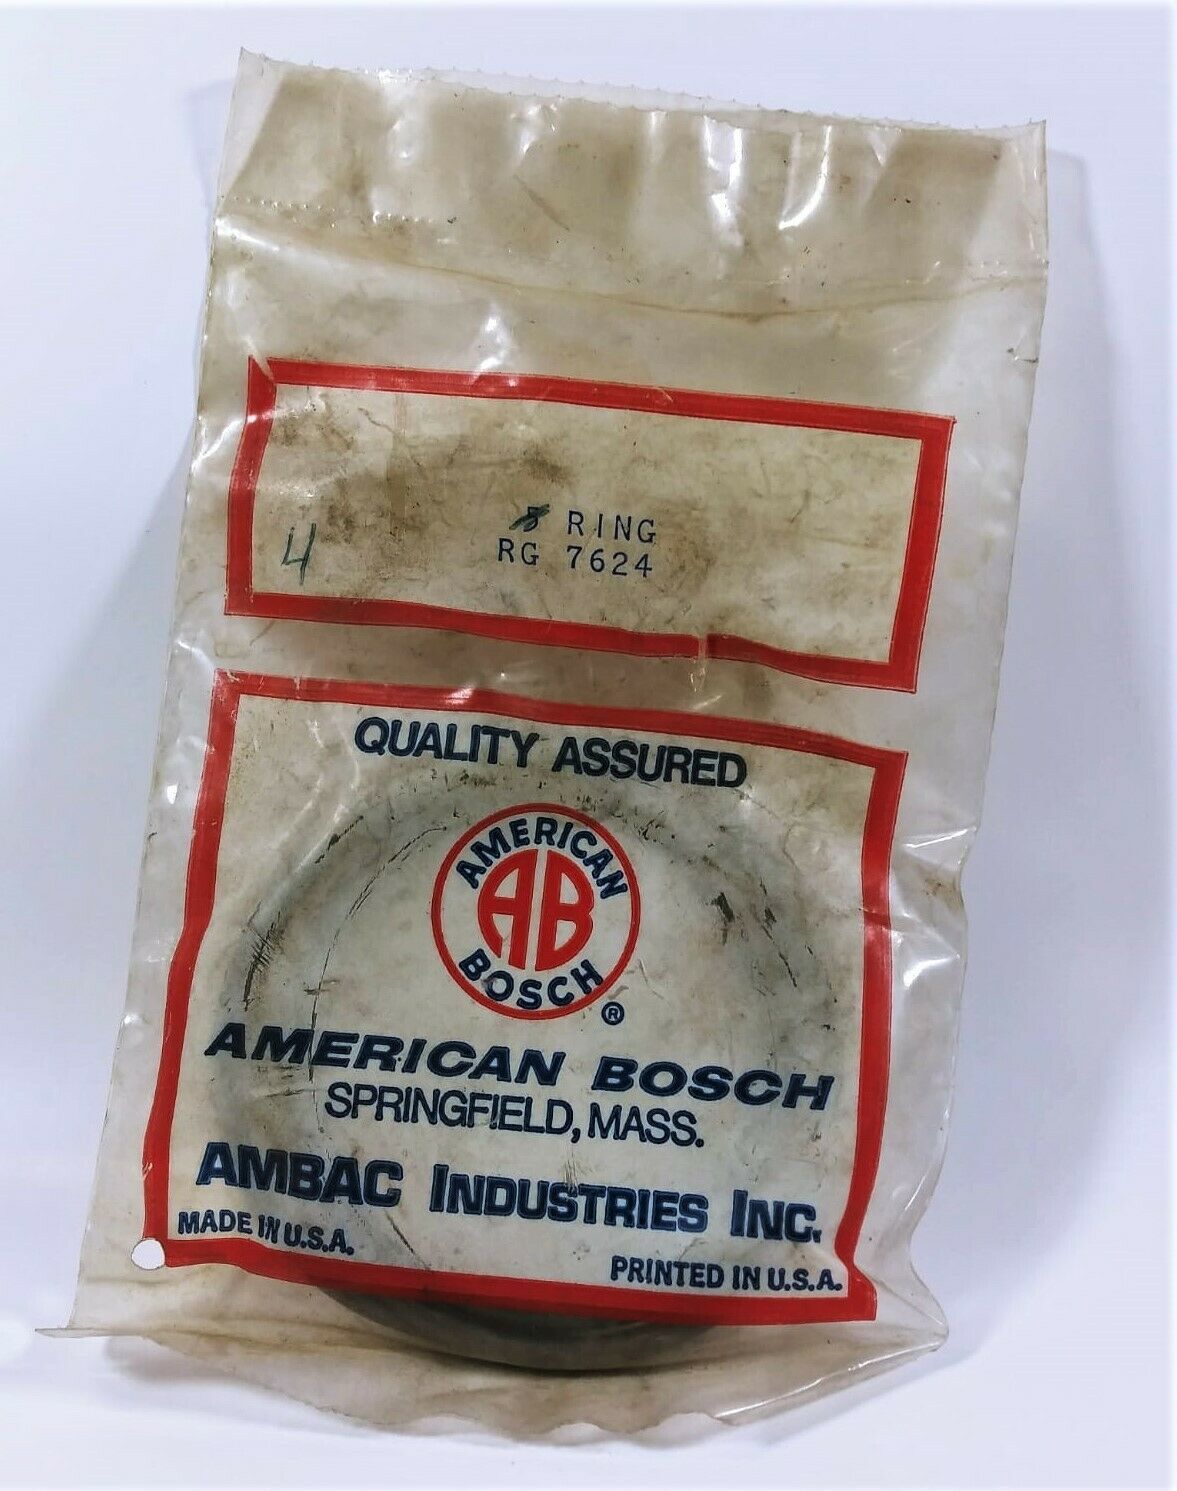 5 RING
4
RG 7624
QUALITY ASSURED
AMERICAN
AB
BOSCH
®
AMERICAN BOSCH
SPRINGFIELD, MASS.
AMBAC INDUSTRIES INC.
MADE IN U.S.A.
PRINTED IN U.S.A.